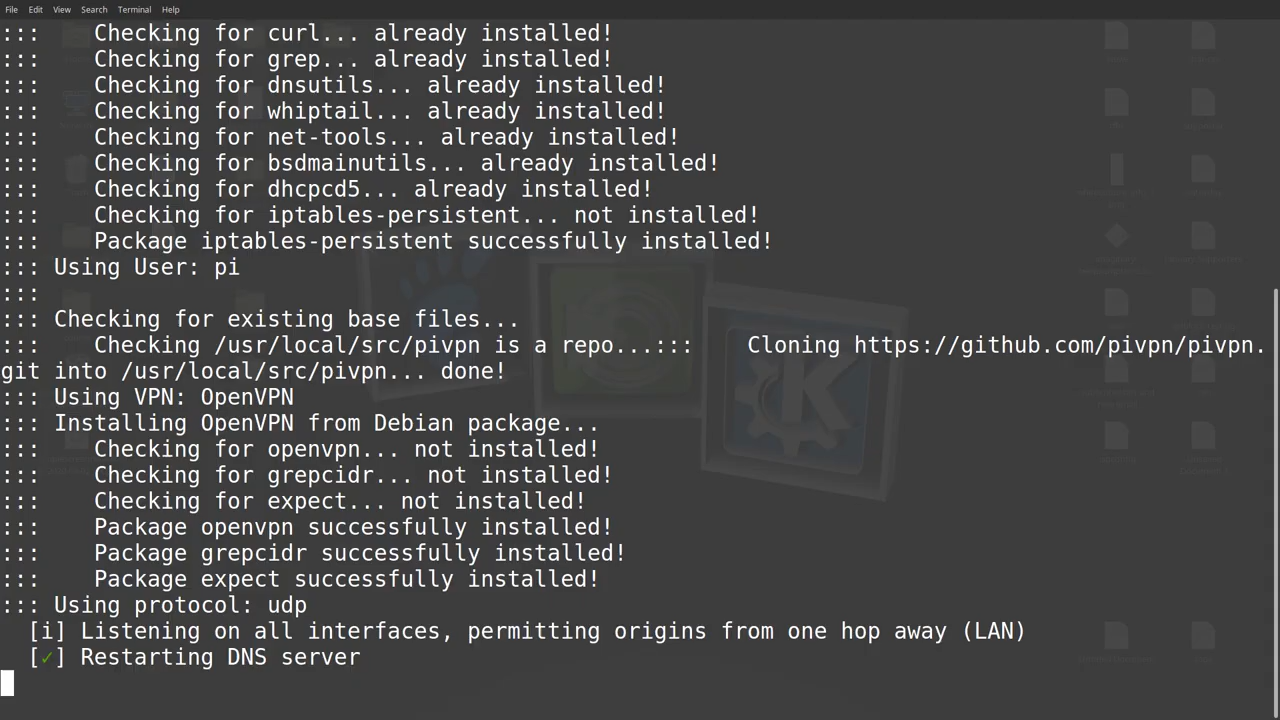 File Edit View Search Terminal Help
:::    Checking for curl... already installed!
:::    Checking for grep... already installed!
:::    Checking for dnsutils... already installed!
:::    Checking for whiptail... already installed!
:::    Checking for net-tools... already installed!
:::    Checking for bsdmainutils... already installed!
:::    Checking for dhcpcd5... already installed!
:::    Checking for iptables-persistent... not installed!
:::    Package iptables-persistent successfully installed!
::: Using User: pi
:::
::: Checking for existing base files...
:::    Checking /usr/local/src/pivpn is a repo...:::    Cloning https://github.com/pivpn/pivpn.
git into /usr/local/src/pivpn... done!
::: Using VPN: OpenVPN
::: Installing OpenVPN from Debian package...
:::    Checking for openvpn... not installed!
:::    Checking for grepcidr... not installed!
:::    Checking for expect... not installed!
:::    Package openvpn successfully installed!
:::    Package grepcidr successfully installed!
:::    Package expect successfully installed!
::: Using protocol: udp
  [i] Listening on all interfaces, permitting origins from one hop away (LAN)
  [✓] Restarting DNS server